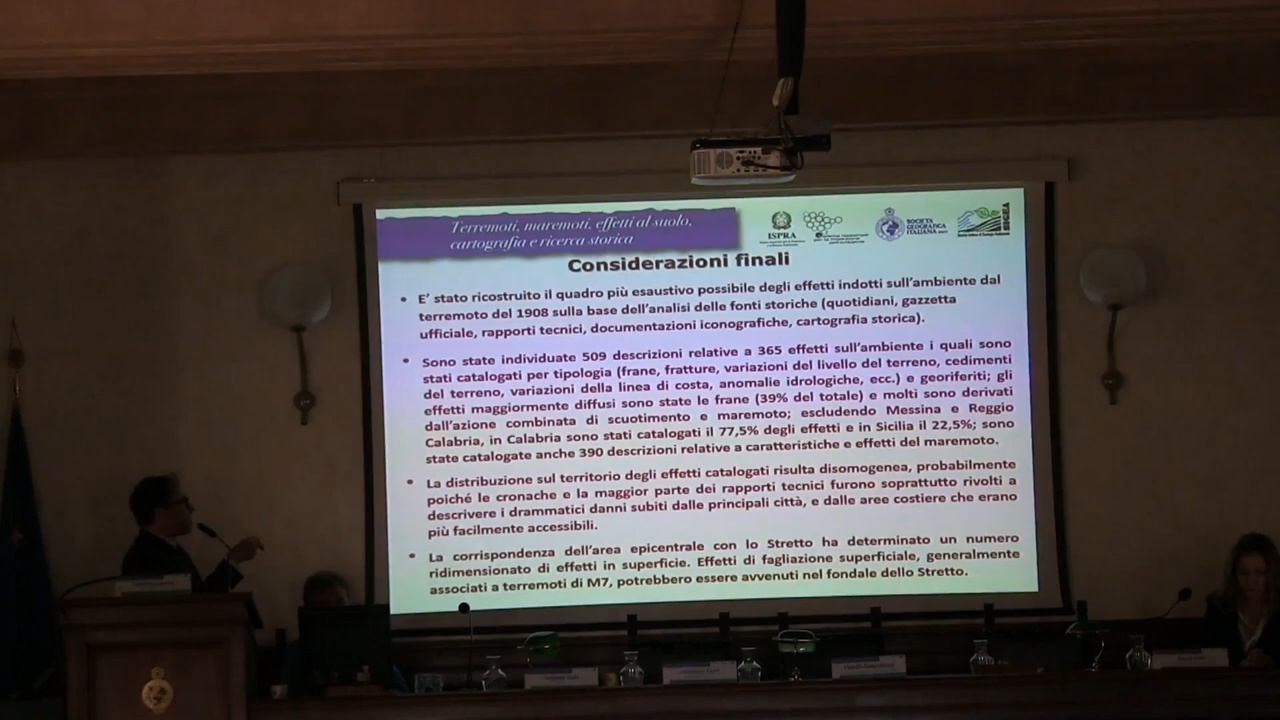 Terremoti, maremoti, effetti al suolo,
cartografia e ricerca storica
ISPRA
SOCIETÀ
GEOGRAFICA
ITALIANA
SIGEA
Considerazioni finali
• E' stato ricostruito il quadro più esaustivo possibile degli effetti indotti sull'ambiente dal
terremoto del 1908 sulla base dell'analisi delle fonti storiche (quotidiani, gazzetta
ufficiale, rapporti tecnici, documentazioni iconografiche, cartografia storica).
• Sono state individuate 509 descrizioni relative a 365 effetti sull'ambiente i quali sono
stati catalogati per tipologia (frane, fratture, variazioni del livello del terreno, cedimenti
del terreno, variazioni della linea di costa, anomalie idrologiche, ecc.) e georiferiti; gli
effetti maggiormente diffusi sono state le frane (39% del totale) e molti sono derivati
dall'azione combinata di scuotimento e maremoto; escludendo Messina e Reggio
Calabria, in Calabria sono stati catalogati il 77,5% degli effetti e in Sicilia il 22,5%; sono
state catalogate anche 390 descrizioni relative a caratteristiche e effetti del maremoto.
• La distribuzione sul territorio degli effetti catalogati risulta disomogenea, probabilmente
poiché le cronache e la maggior parte dei rapporti tecnici furono soprattutto rivolti a
descrivere i drammatici danni subiti dalle principali città, e dalle aree costiere che erano
più facilmente accessibili.
• La corrispondenza dell'area epicentrale con lo Stretto ha determinato un numero
ridimensionato di effetti in superficie. Effetti di fagliazione superficiale, generalmente
associati a terremoti di M7, potrebbero essere avvenuti nel fondale dello Stretto.